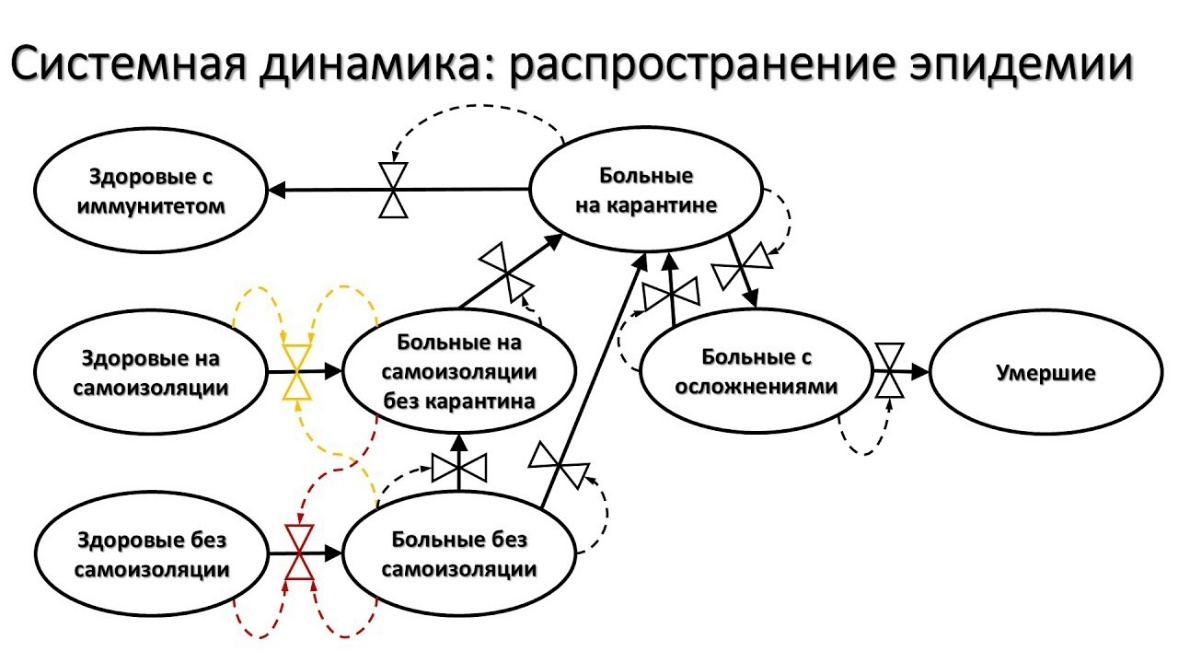 Системная динамика: распространение эпидемии
Здоровые с
иммунитетом
Больные
на карантине
Здоровые на
самоизоляции
Больные на
самоизоляции
без карантина
Больные с
осложнениями
Умершие
Здоровые без
самоизоляции
Больные без
самоизоляции